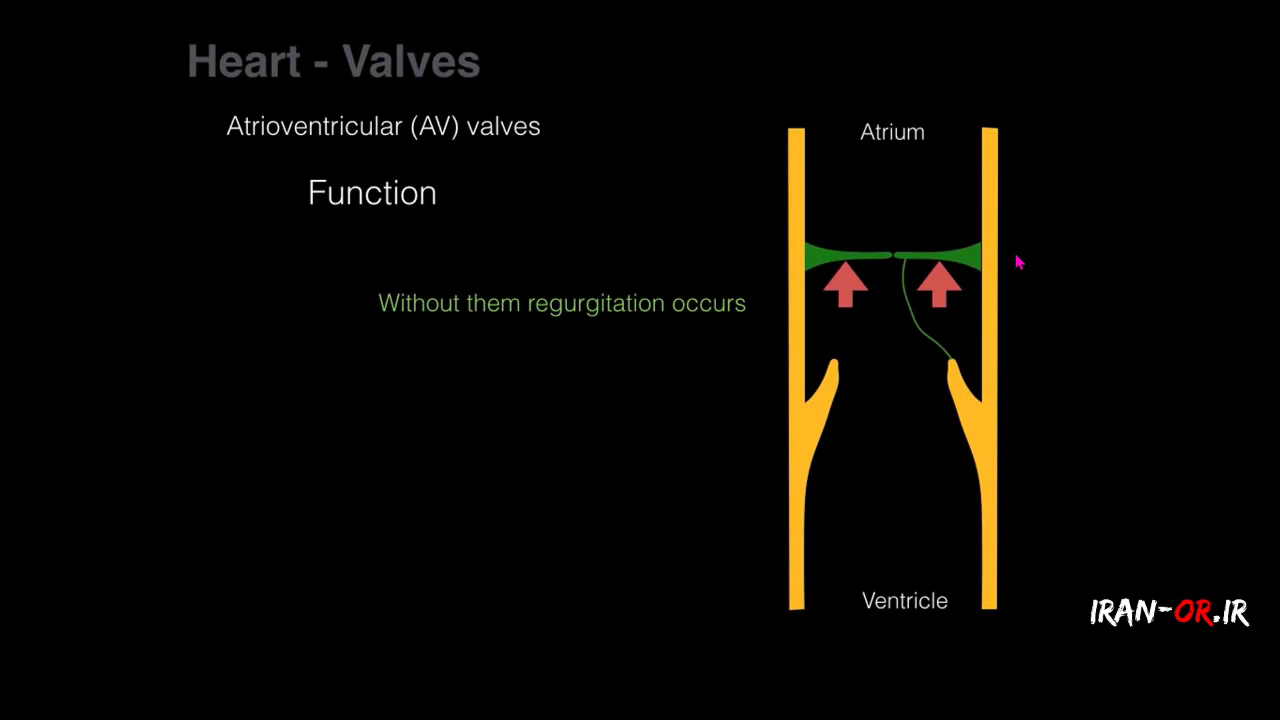 Heart - Valves
Atrioventricular (AV) valves
Function
Without them regurgitation occurs
Atrium
Ventricle
IRAN-OR.IR